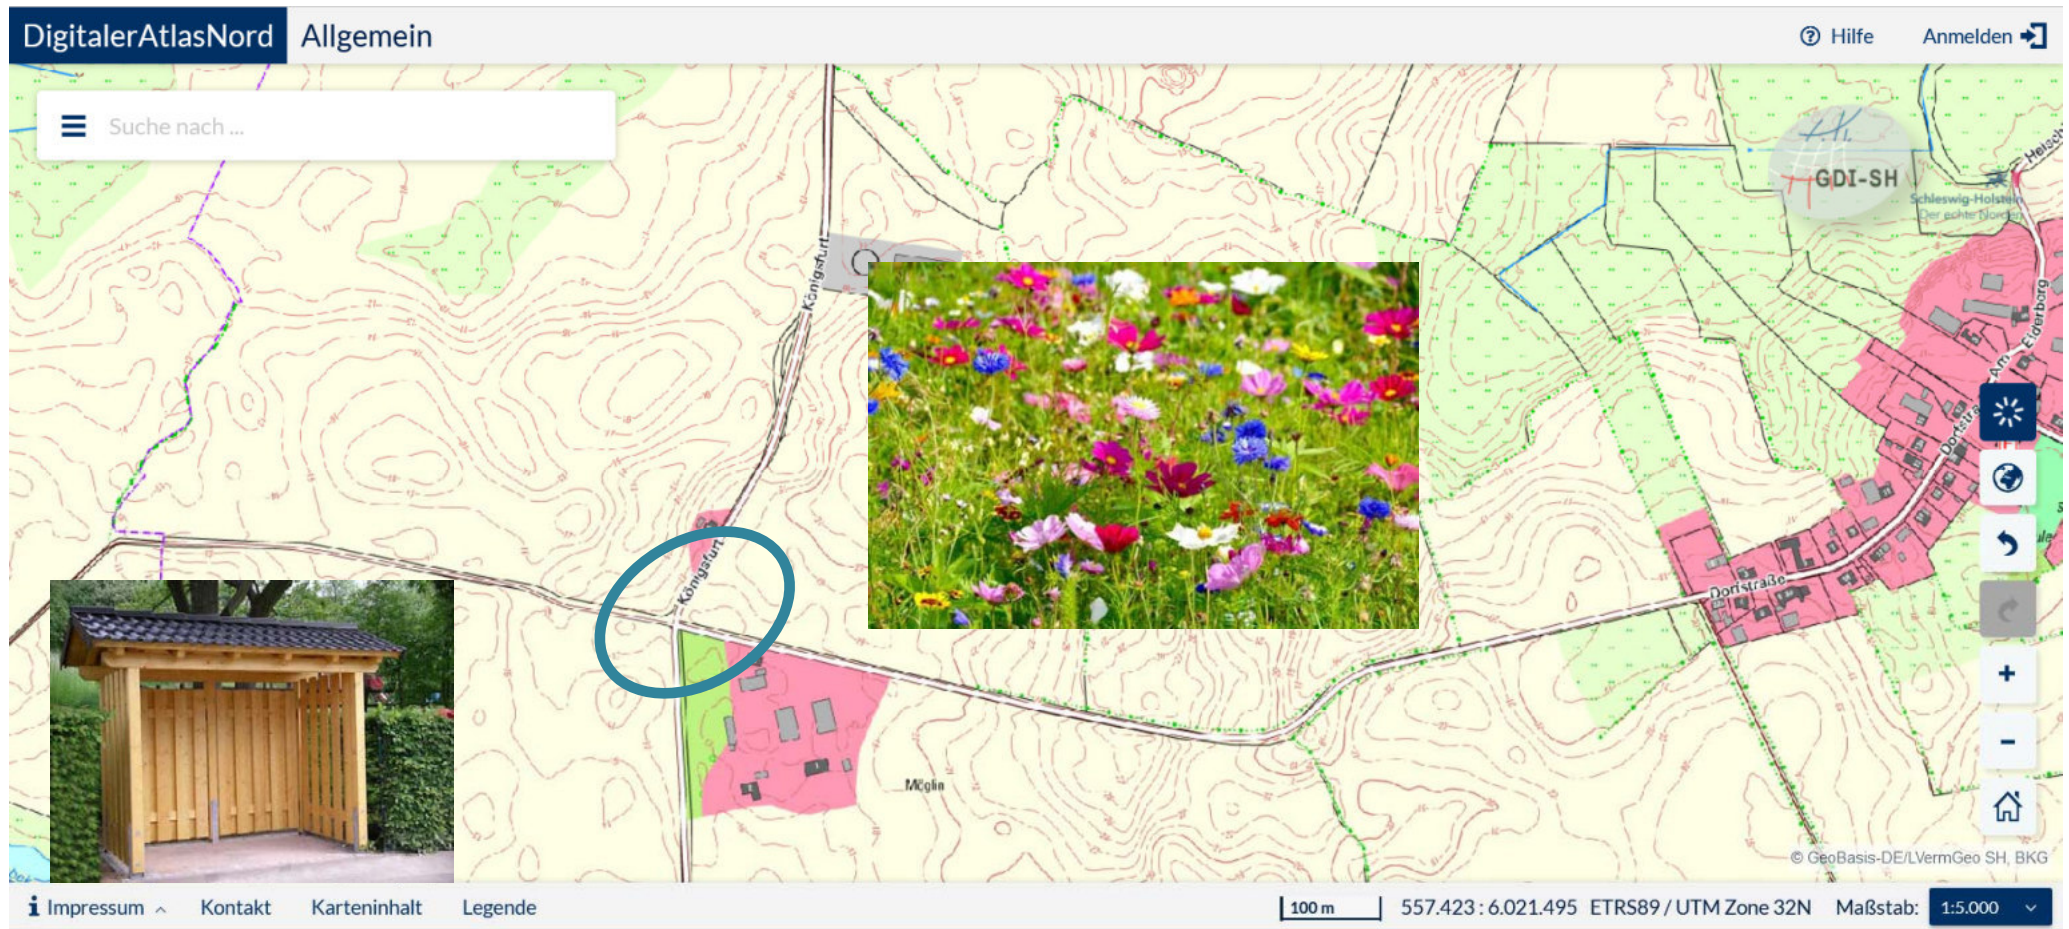 DigitalerAtlasNord Allgemein
Hilfe Anmelden
Suche nach ...
GDI-SH
Schleswig-Holstein
Der echte Norden
Königsfurt
Am Eiderborg
Königsfurt
Dorfstraße
Möglin
© GeoBasis-DE/LVermGeo SH, BKG
Impressum Kontakt Karteninhalt Legende
100 m 557.423 : 6.021.495 ETRS89 / UTM Zone 32N Maßstab: 1:5.000